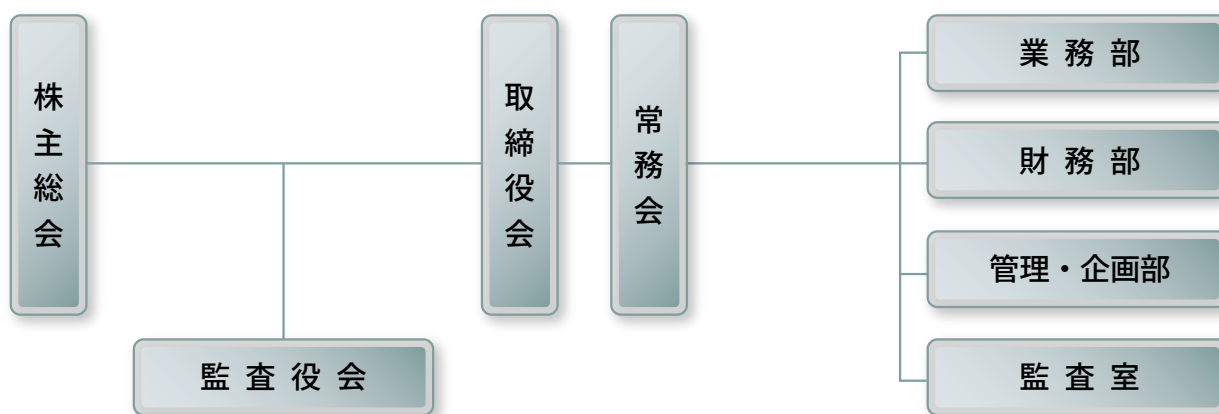 株主総会
取締役会
常務会
監査役会
業務部
財務部
管理・企画部
監査室